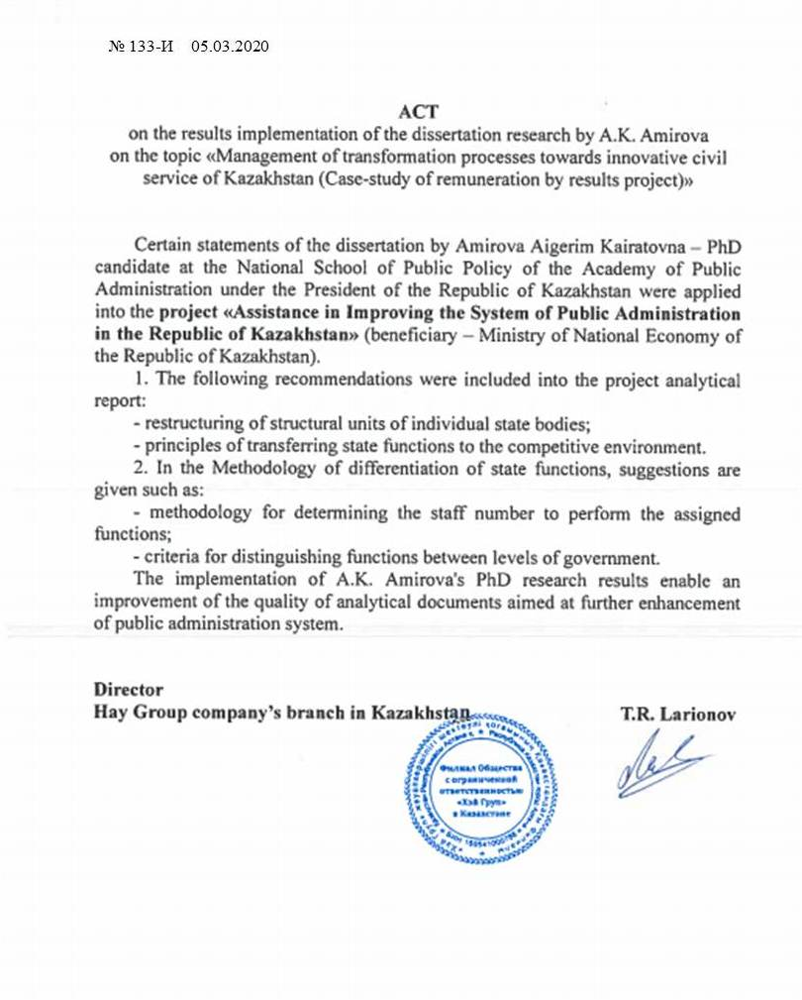 № 133-И 05.03.2020
ACT
on the results implementation of the dissertation research by A.K. Amirova
on the topic «Management of transformation processes towards innovative civil
service of Kazakhstan (Case-study of remuneration by results project)»
Certain statements of the dissertation by Amirova Aigerim Kairatovna – PhD
candidate at the National School of Public Policy of the Academy of Public
Administration under the President of the Republic of Kazakhstan were applied
into the project «Assistance in Improving the System of Public Administration
in the Republic of Kazakhstan» (beneficiary – Ministry of National Economy of
the Republic of Kazakhstan).
1. The following recommendations were included into the project analytical
report:
- restructuring of structural units of individual state bodies;
- principles of transferring state functions to the competitive environment.
2. In the Methodology of differentiation of state functions, suggestions are
given such as:
- methodology for determining the staff number to perform the assigned
functions;
- criteria for distinguishing functions between levels of government.
The implementation of A.K. Amirova's PhD research results enable an
improvement of the quality of analytical documents aimed at further enhancement
of public administration system.
Director
Hay Group company’s branch in Kazakhstan
T.R. Larionov
Филиал Общества
с ограниченной
ответственностью
«Хэй Груп»
в Казахстане